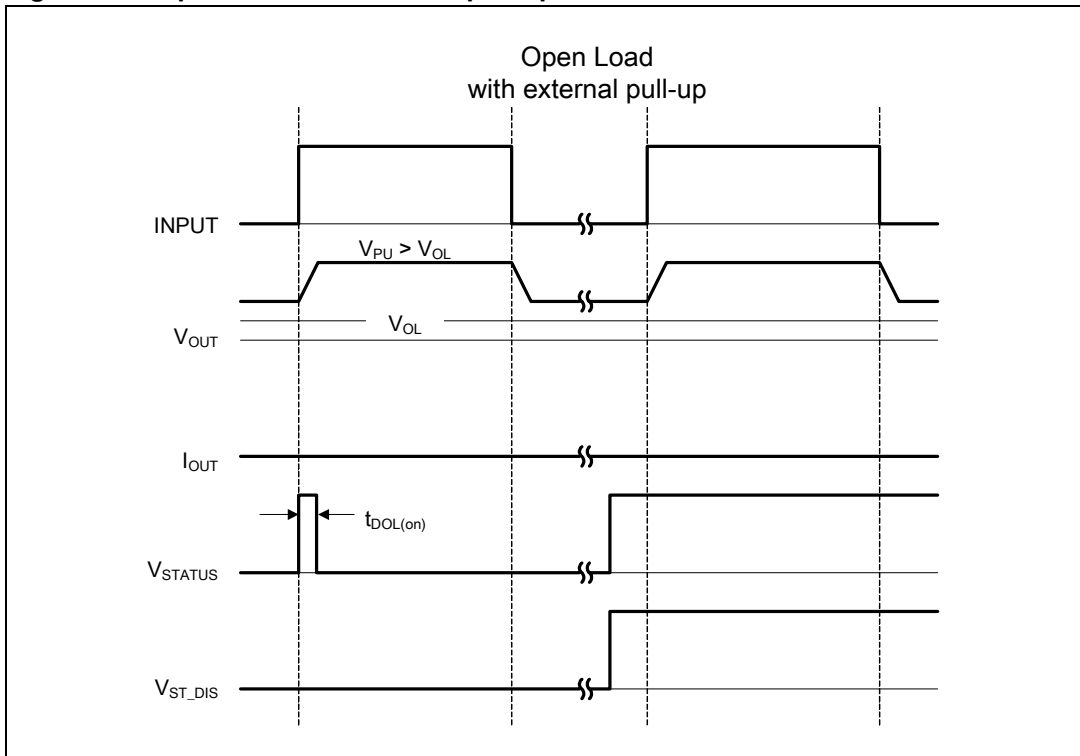 Open Load
with external pull-up
INPUT
V_PU > V_OL
V_OL
V_OUT
I_OUT
t_DOL(on)
V_STATUS
V_ST_DIS